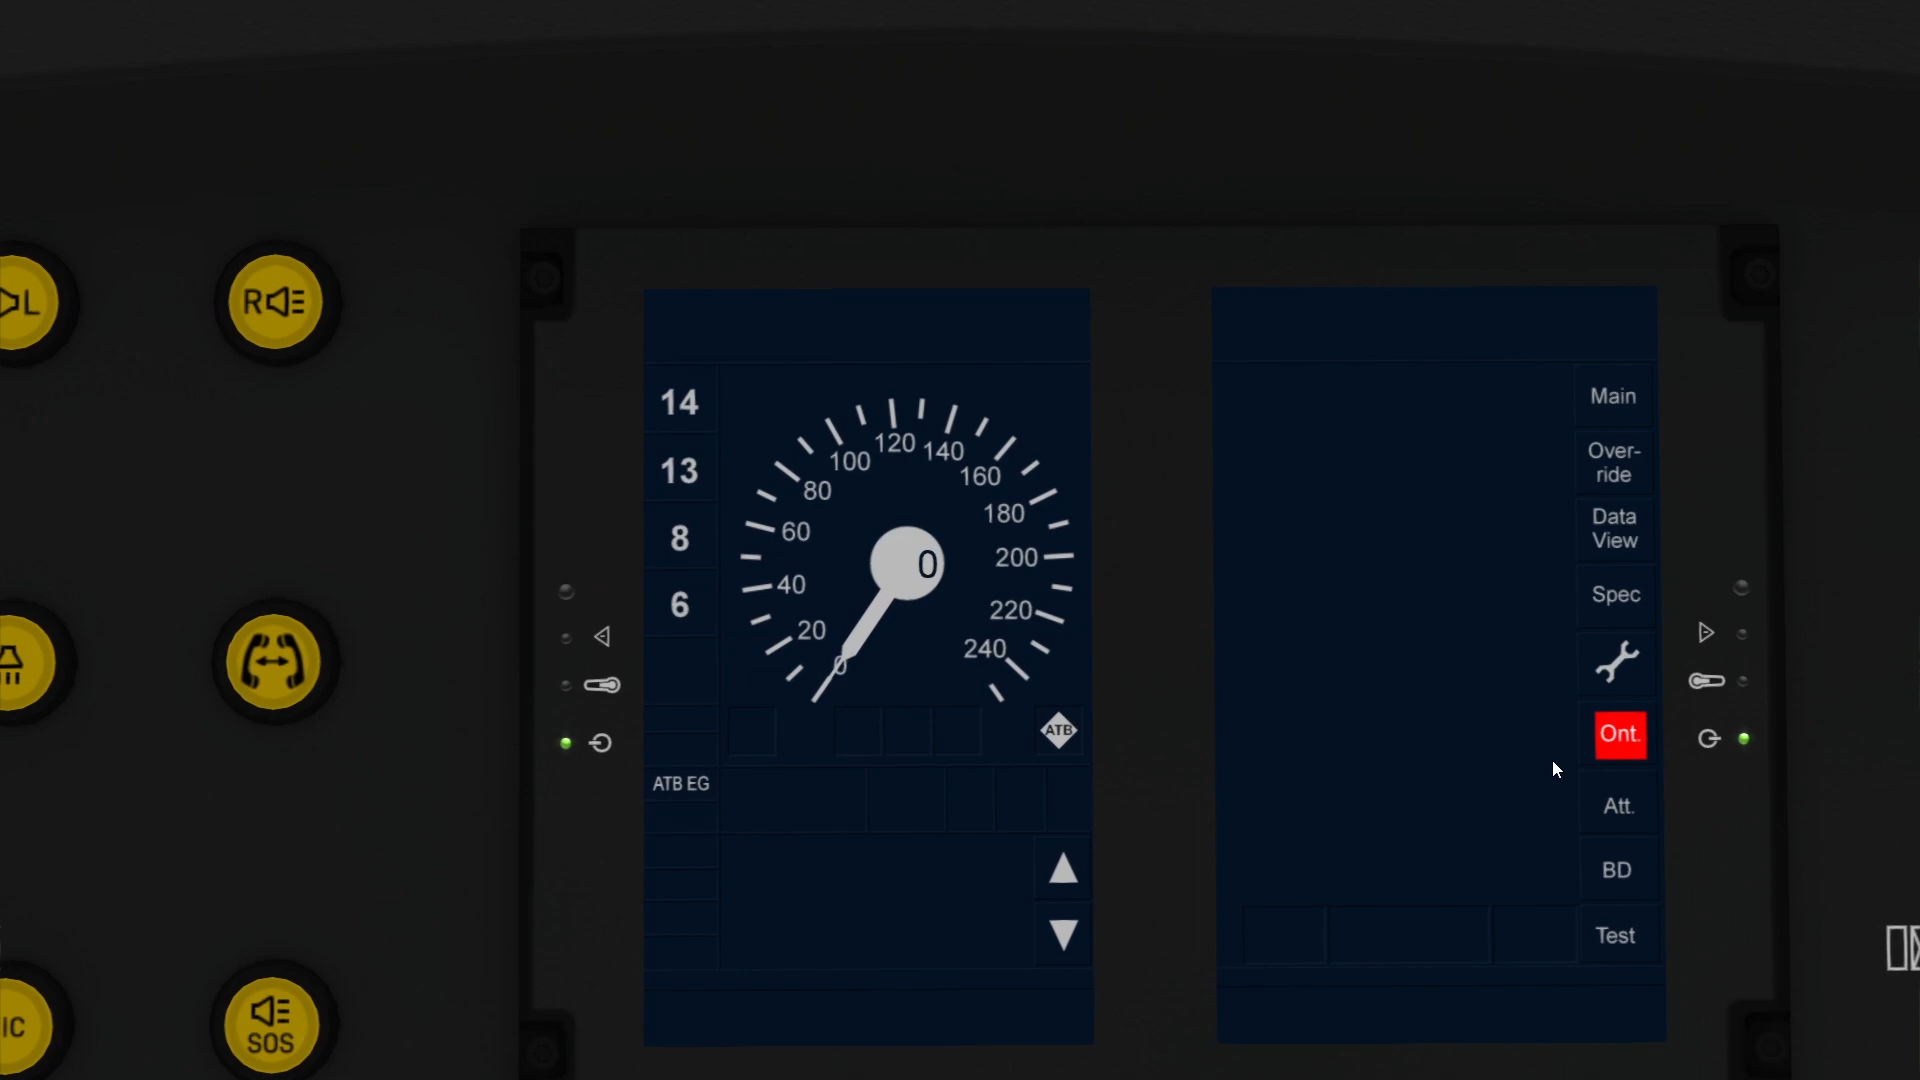 L
R
IC
SOS
14
13
8
6
0
20
40
60
80
100
120
140
160
180
200
220
240
0
ATB
ATB EG
Main
Over-
ride
Data
View
Spec
Ont.
Att.
BD
Test